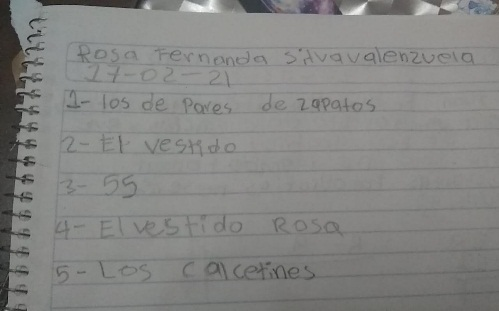 Rosa Fernanda Silvavalenzuela
17-02-21
1- los de Pares de zapatos
2- El vestido
3- 55
4- El vestido Rosa
5- Los calcetines